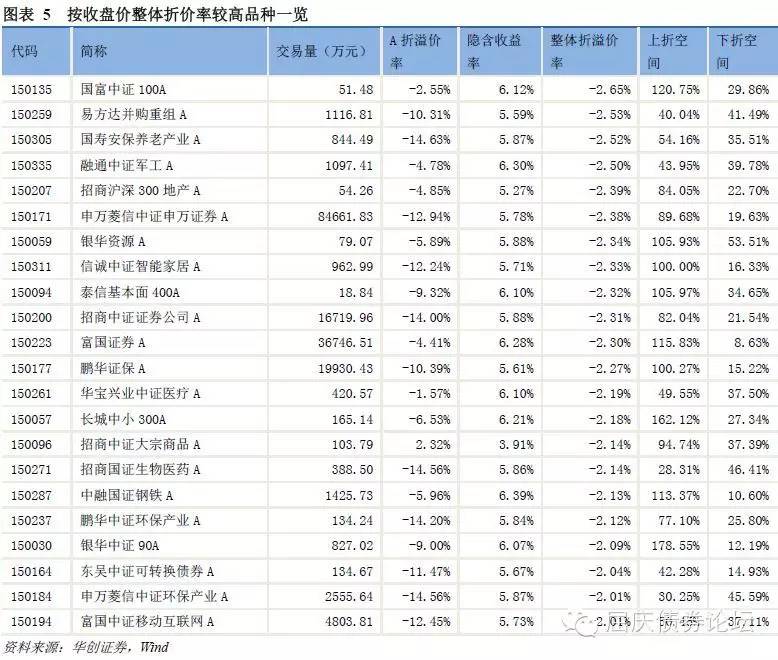 图表 5 按收盘价整体折价率较高品种一览
代码 简称 交易量（万元） A 折溢价率 隐含收益率 整体折溢价率 上折空间 下折空间
150135 国富中证 100A 51.48 -2.55% 6.12% -2.65% 120.75% 29.86%
150259 易方达并购重组 A 1116.81 -10.31% 5.59% -2.53% 40.04% 41.49%
150305 国寿安保养老产业 A 844.49 -14.63% 5.87% -2.52% 54.16% 35.51%
150335 融通中证军工 A 1097.41 -4.78% 6.30% -2.50% 43.95% 39.78%
150207 招商沪深 300 地产 A 54.26 -4.85% 5.27% -2.39% 84.05% 22.70%
150171 申万菱信中证申万证券 A 84661.83 -12.94% 5.78% -2.38% 89.68% 19.63%
150059 银华资源 A 79.07 -5.89% 5.88% -2.34% 105.93% 53.51%
150311 信诚中证智能家居 A 962.99 -12.24% 5.71% -2.33% 100.00% 16.33%
150094 泰信基本面 400A 18.84 -9.32% 6.10% -2.32% 105.97% 34.65%
150200 招商中证证券公司 A 16719.96 -14.00% 5.88% -2.31% 82.04% 21.54%
150223 富国证券 A 36746.51 -4.41% 6.28% -2.30% 115.83% 8.63%
150177 鹏华证保 A 19930.43 -10.39% 5.61% -2.27% 100.27% 15.22%
150261 华宝兴业中证医疗 A 420.57 -1.57% 6.10% -2.19% 49.55% 37.50%
150057 长城中小 300A 165.14 -6.53% 6.21% -2.18% 162.12% 27.34%
150096 招商中证大宗商品 A 103.79 2.32% 3.91% -2.14% 94.74% 37.39%
150271 招商国证生物医药 A 388.50 -14.56% 5.86% -2.14% 28.31% 46.41%
150287 中融国证钢铁 A 1425.73 -5.96% 6.39% -2.13% 113.37% 10.60%
150237 鹏华中证环保产业 A 134.24 -14.20% 5.84% -2.12% 77.10% 25.80%
150030 银华中证 90A 827.02 -9.00% 6.07% -2.09% 178.55% 12.19%
150164 东吴中证可转换债券 A 134.67 -11.47% 5.67% -2.04% 42.28% 14.93%
150184 申万菱信中证环保产业 A 2555.64 -14.56% 5.87% -2.01% 30.25% 45.59%
150194 富国中证移动互联网 A 4803.81 -12.45% 5.73% -2.01% 37.11%
屈庆债券论坛
资料来源：华创证券，Wind